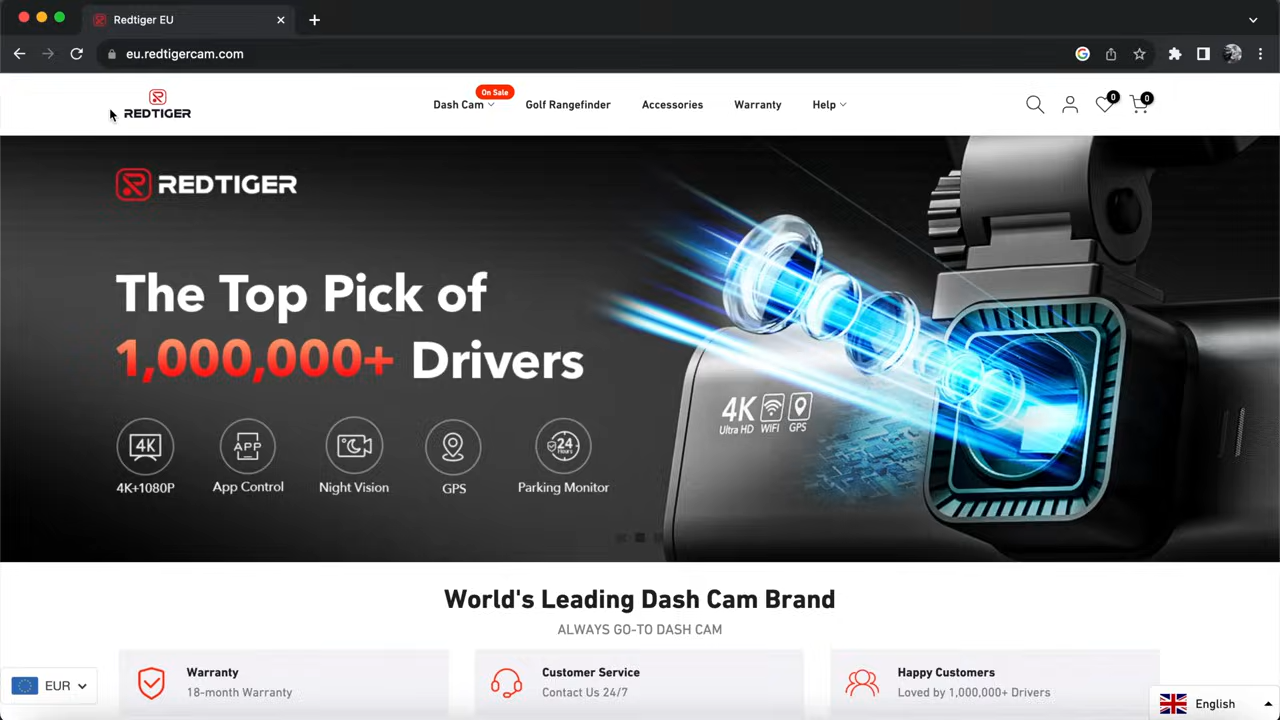 Redtiger EU
eu.redtigercam.com
REDTIGER
Dash Cam
On Sale
Golf Rangefinder
Accessories
Warranty
Help
0
0
REDTIGER
The Top Pick of
1,000,000+ Drivers
4K
APP
24
HOURS
4K+1080P
App Control
Night Vision
GPS
Parking Monitor
4K
Ultra HD
WIFI
GPS
World's Leading Dash Cam Brand
ALWAYS GO-TO DASH CAM
Warranty
18-month Warranty
Customer Service
Contact Us 24/7
Happy Customers
Loved by 1,000,000+ Drivers
EUR
English